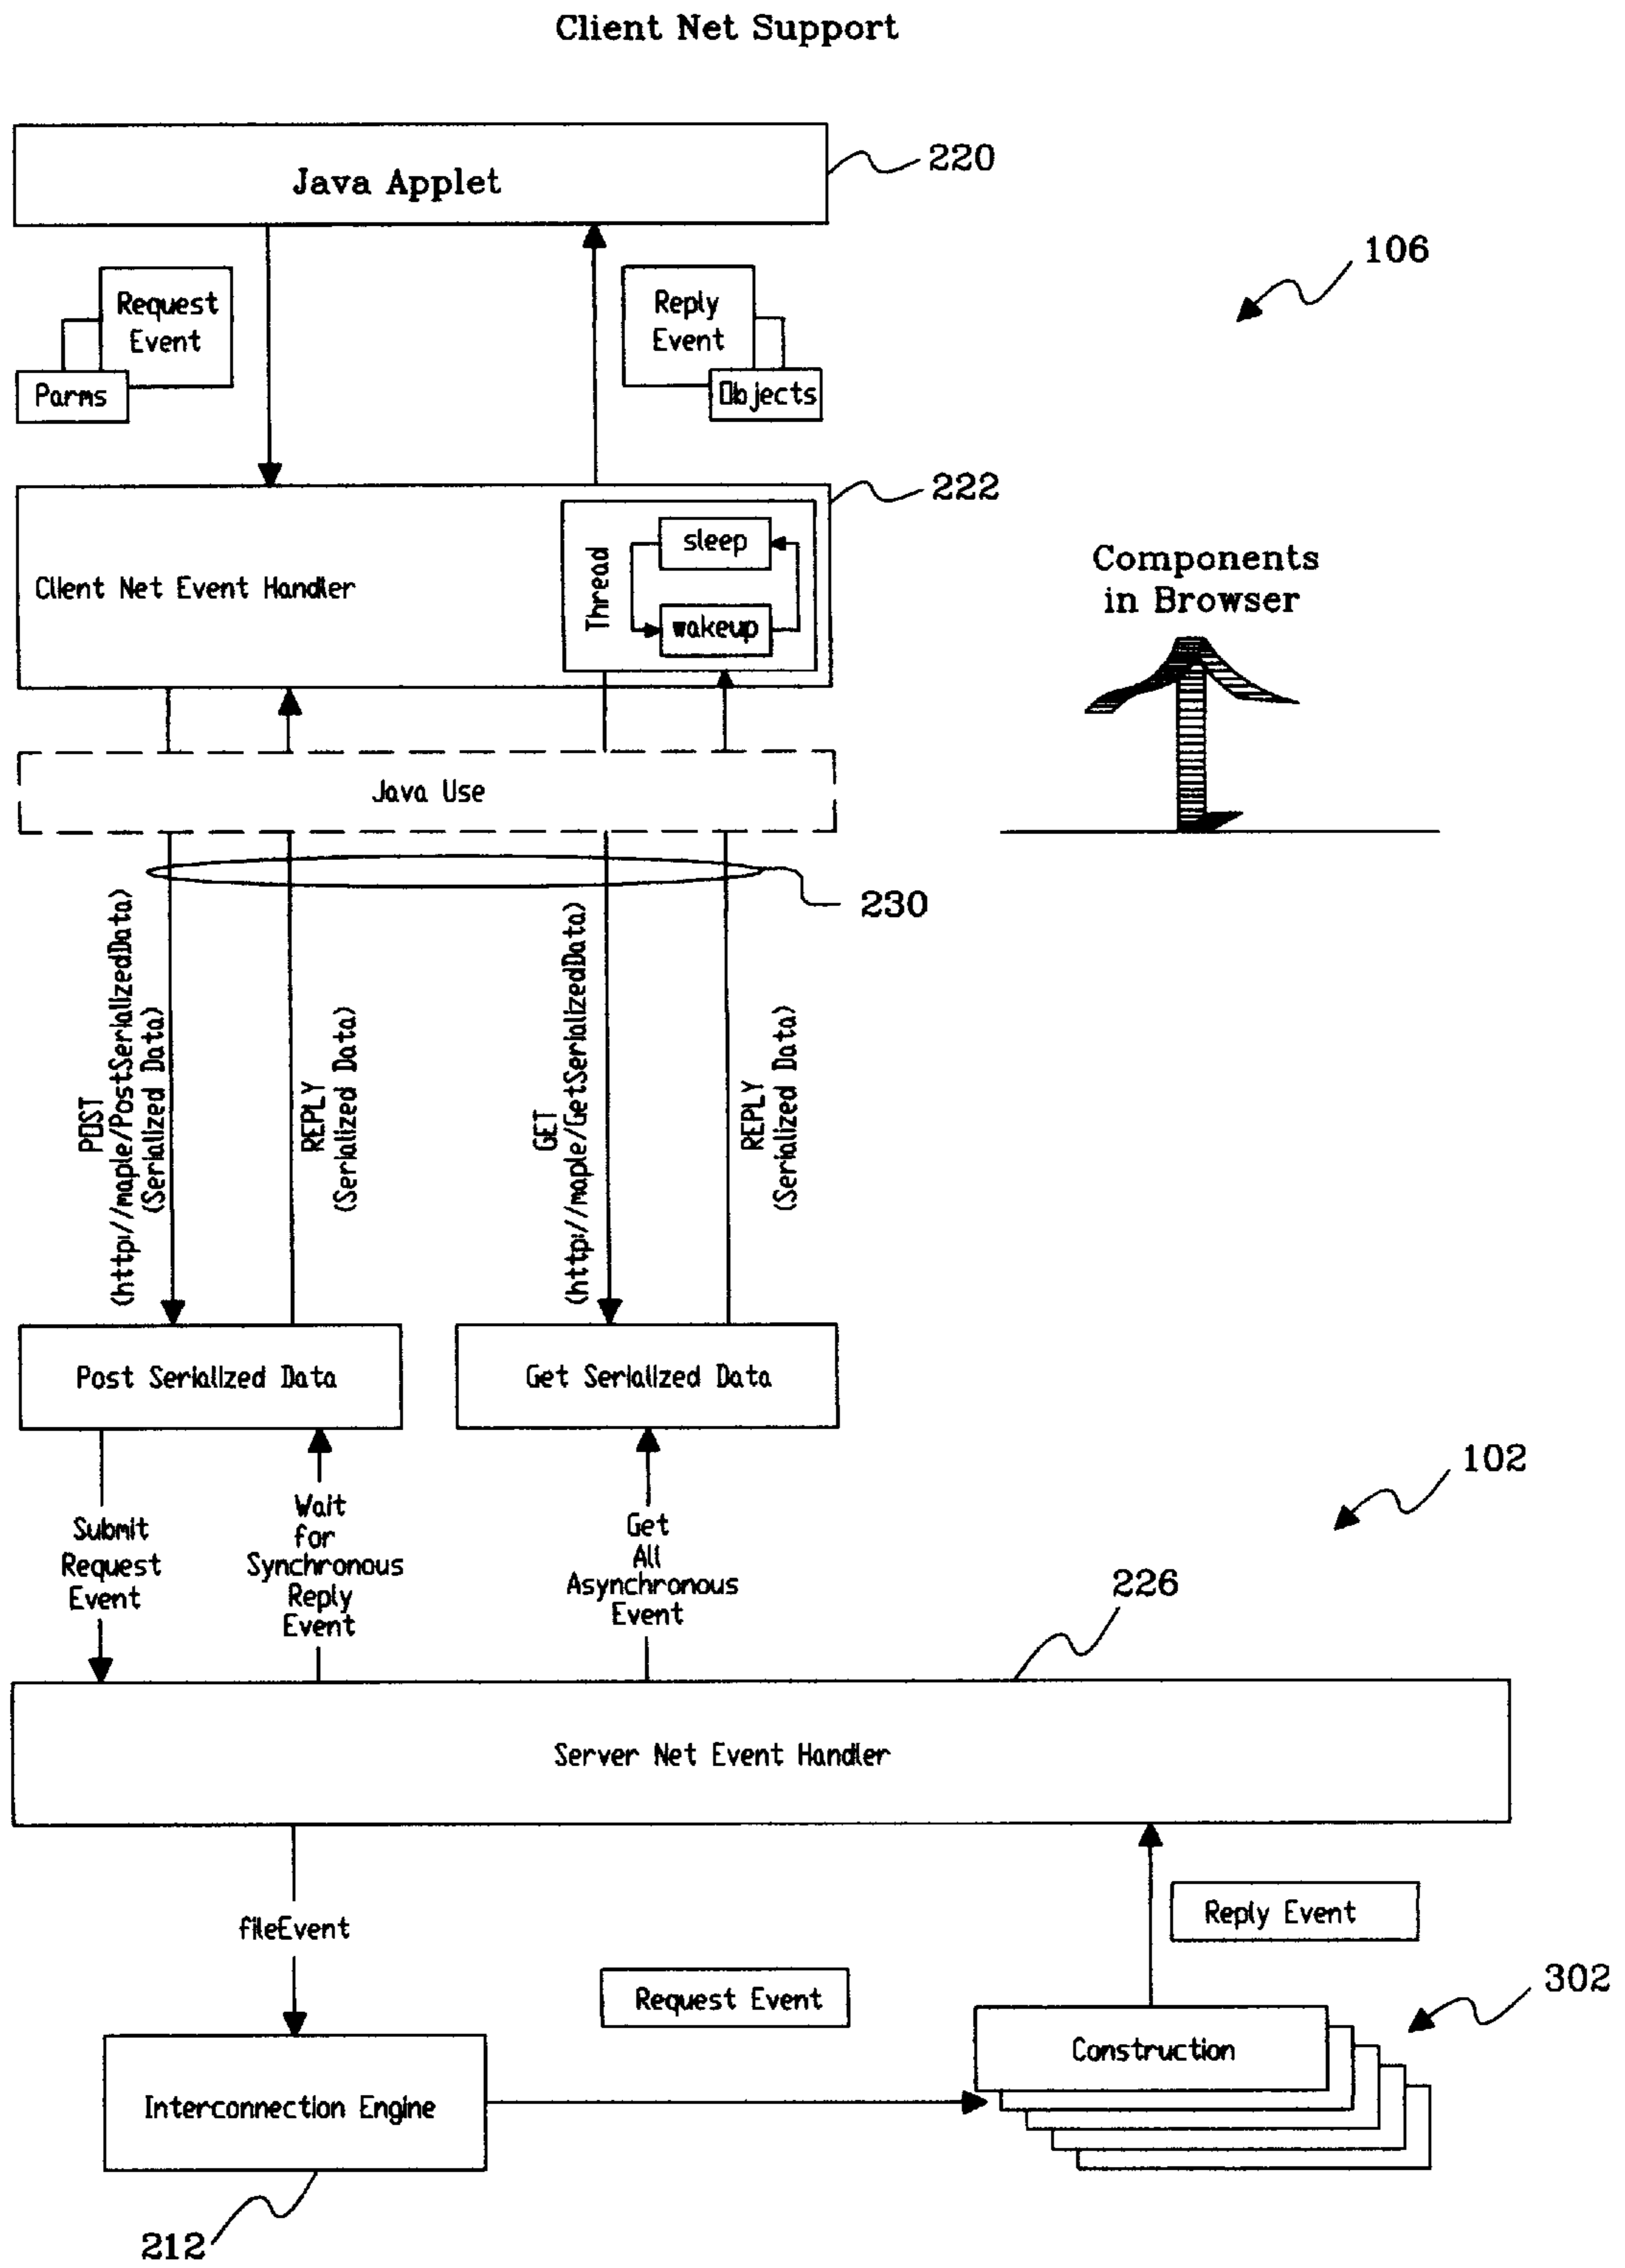 Client Net Support
Java Applet
220
106
Request
Event
Parms
Reply
Event
Objects
222
Client Net Event Handler
Thread
sleep
wakeup
Components
in Browser
Java Use
230
POST
(http://maple/PostSerializedData)
(Serialized Data)
REPLY
(Serialized Data)
GET
(http://maple/GetSerializedData)
REPLY
(Serialized Data)
Post Serialized Data
Get Serialized Data
102
Submit
Request
Event
Wait
for
Synchronous
Reply
Event
Get
All
Asynchronous
Event
226
Server Net Event Handler
fileEvent
Reply Event
Request Event
302
Construction
Interconnection Engine
212